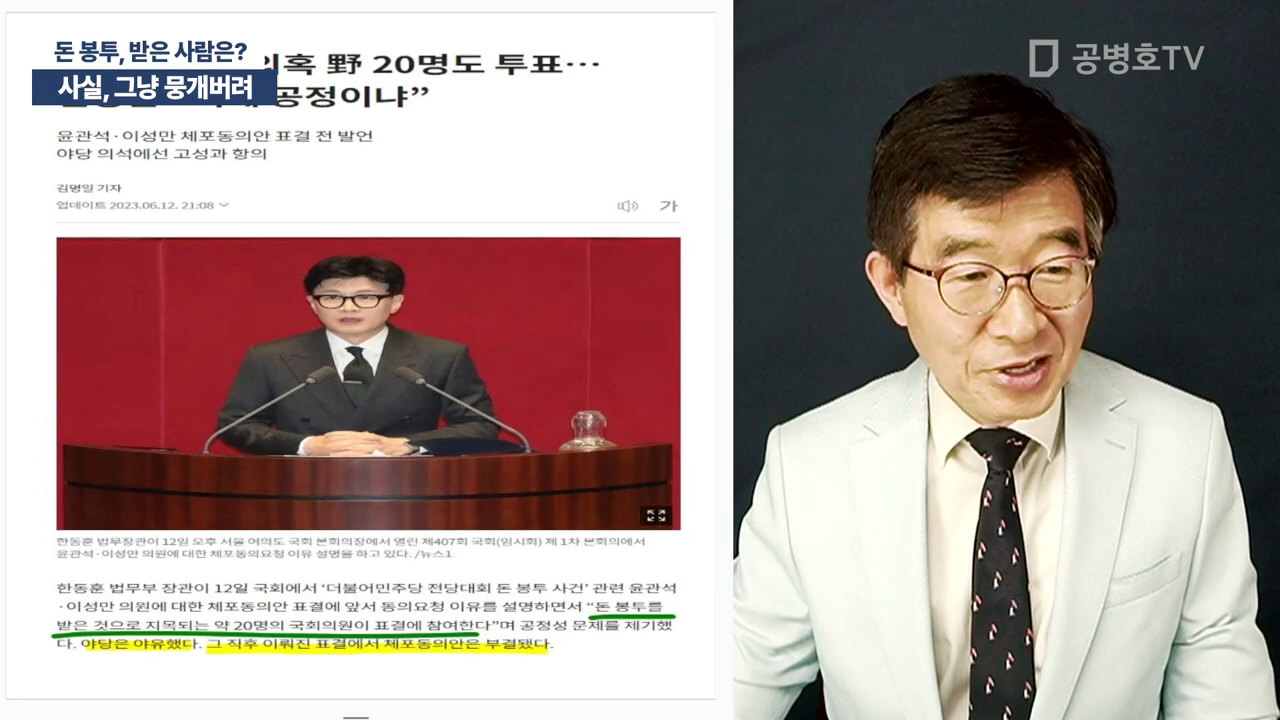 돈 봉투, 받은 사람은?
사실, 그냥 뭉개버려
의혹 野 20명도 투표…
공정이냐”
윤관석·이성만 체포동의안 표결 전 발언
야당 의석에선 고성과 항의
김명일 기자
업데이트 2023.06.12. 21:08
가
한동훈 법무장관이 12일 오후 서울 여의도 국회 본회의장에서 열린 제407회 국회(임시회) 제 1차 본회의에서
윤관석·이성만 의원에 대한 체포동의요청 이유 설명을 하고 있다. /뉴스1
한동훈 법무부 장관이 12일 국회에서 ‘더불어민주당 전당대회 돈 봉투 사건’ 관련 윤관석
·이성만 의원에 대한 체포동의안 표결에 앞서 동의요청 이유를 설명하면서 “돈 봉투를
받은 것으로 지목되는 약 20명의 국회의원이 표결에 참여한다”며 공정성 문제를 제기했
다. 야당은 야유했다. 그 직후 이뤄진 표결에서 체포동의안은 부결됐다.
공병호TV